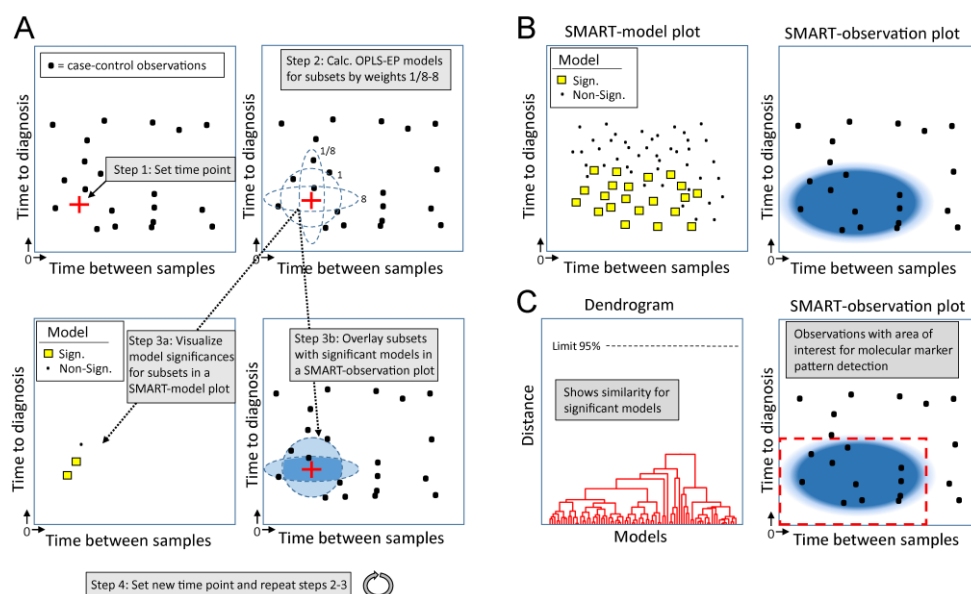 A
= case-control observations
Step 1: Set time point
Time to diagnosis
0
Time between samples
Step 2: Calc. OPLS-EP models
for subsets by weights 1/8-8
1/8
1
8
Time to diagnosis
0
Time between samples
Model
Sign.
Non-Sign.
Step 3a: Visualize
model significances
for subsets in a
SMART-model plot
Time to diagnosis
0
Time between samples
Step 3b: Overlay subsets
with significant models in
a SMART-observation plot
Time to diagnosis
0
Time between samples
Step 4: Set new time point and repeat steps 2-3
B
SMART-model plot
Model
Sign.
Non-Sign.
Time to diagnosis
0
Time between samples
SMART-observation plot
Time to diagnosis
0
Time between samples
C
Dendrogram
Limit 95%
Shows similarity for
significant models
Distance
Models
SMART-observation plot
Observations with area of
interest for molecular marker
pattern detection
Time to diagnosis
0
Time between samples